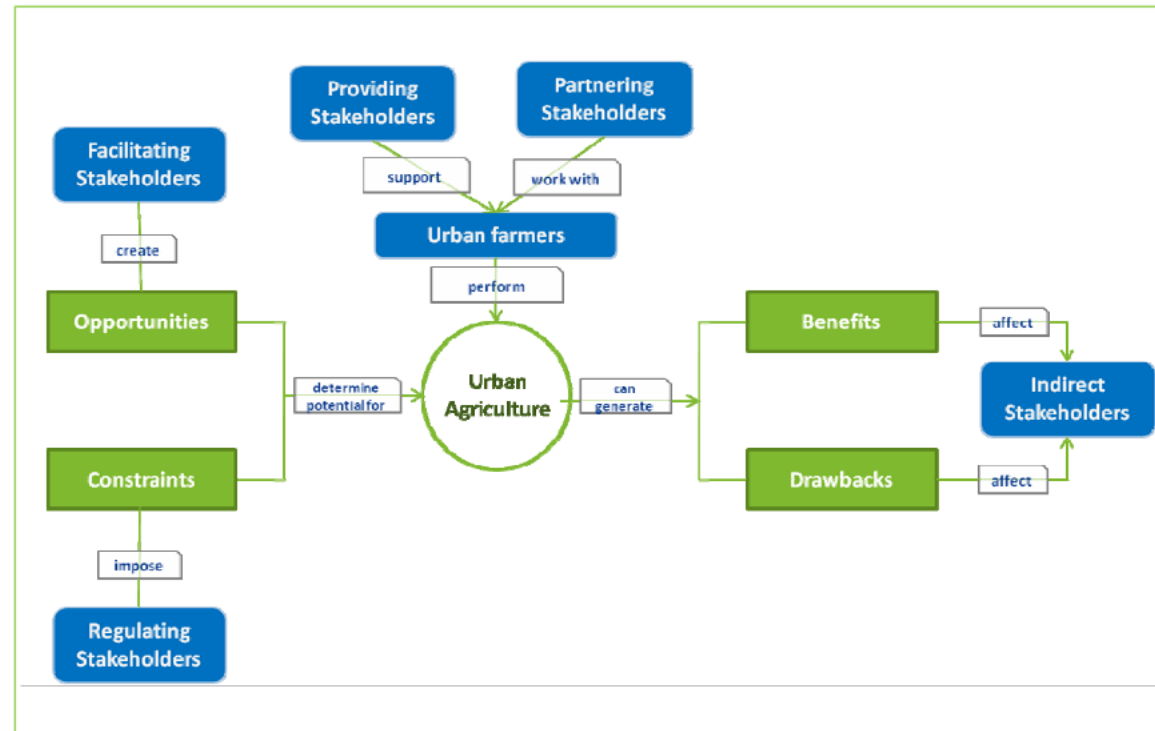 Providing
Stakeholders
Partnering
Stakeholders
Facilitating
Stakeholders
support
work with
Urban farmers
create
perform
Opportunities
Benefits
affect
determine
potential for
Urban
Agriculture
can
generate
Indirect
Stakeholders
Constraints
Drawbacks
affect
impose
Regulating
Stakeholders